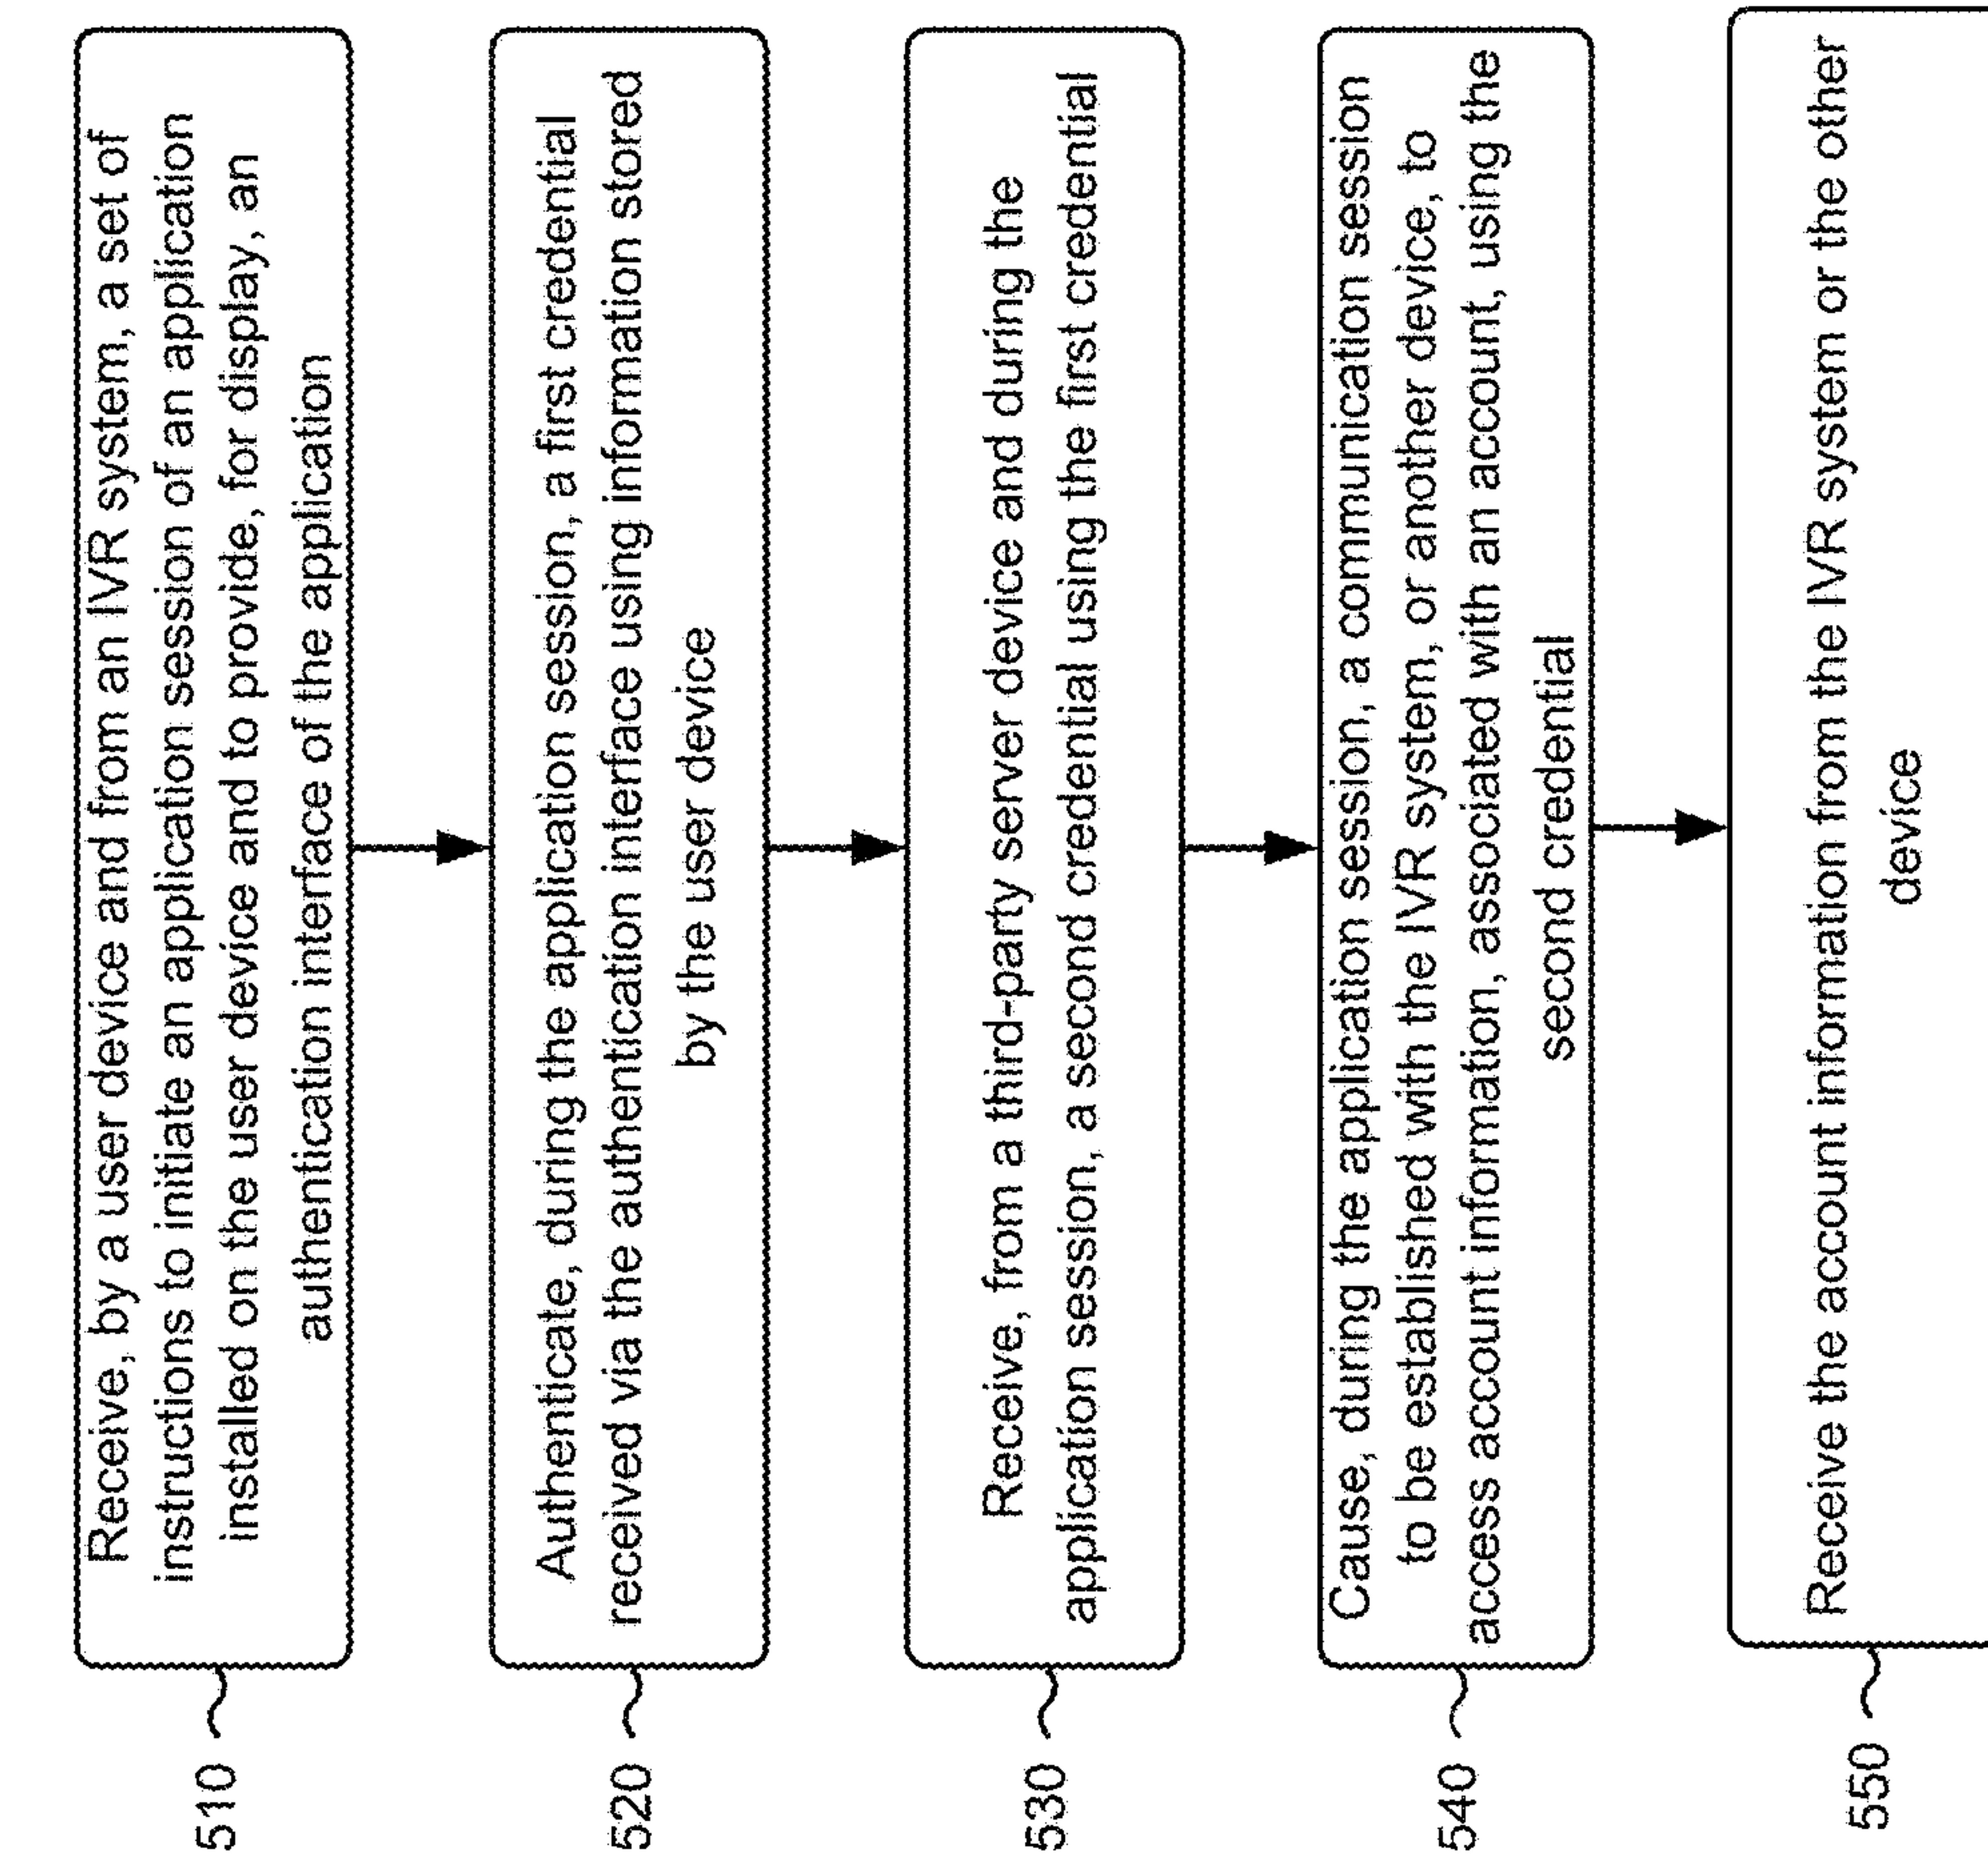 510
Receive, by a user device and from an IVR system, a set of
instructions to initiate an application session of an application
installed on the user device and to provide, for display, an
authentication interface of the application
520
Authenticate, during the application session, a first credential
received via the authentication interface using information stored
by the user device
530
Receive, from a third-party server device and during the
application session, a second credential using the first credential
540
Cause, during the application session, a communication session
to be established with the IVR system, or another device, to
access account information, associated with an account, using the
second credential
550
Receive the account information from the IVR system or the other
device